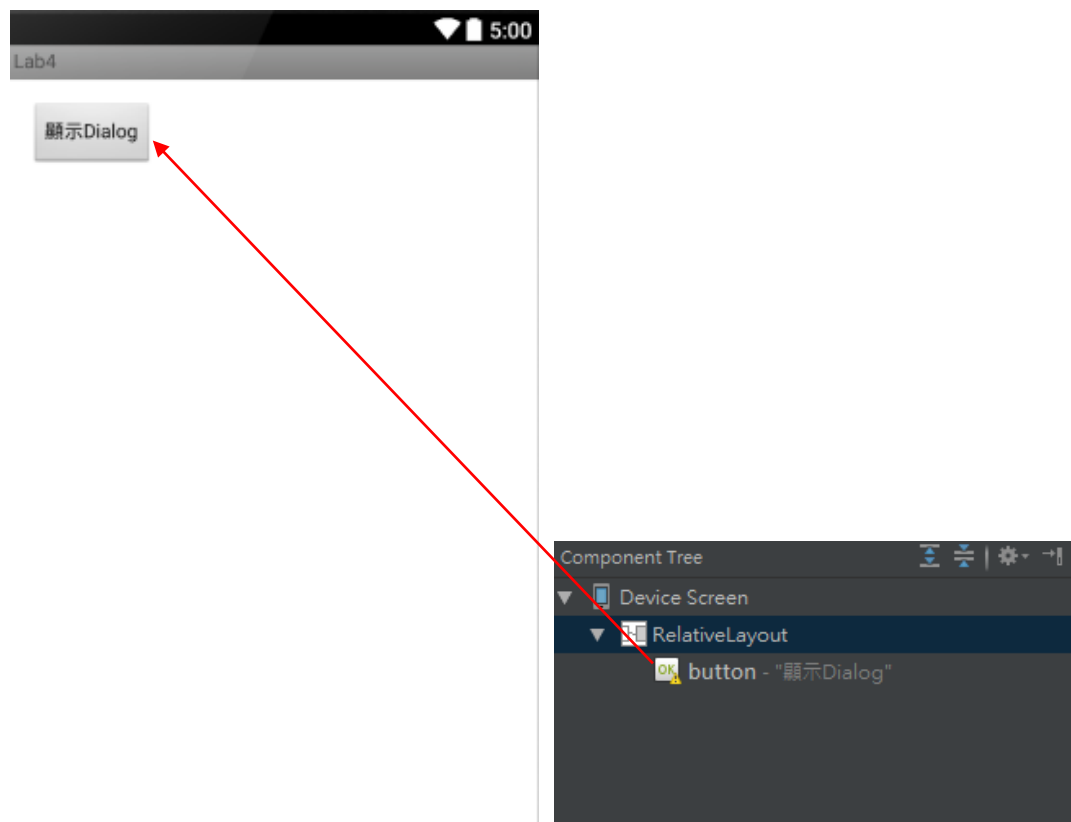 5:00
Lab4
顯示Dialog
Component Tree
Device Screen
RelativeLayout
OK button - "顯示Dialog"